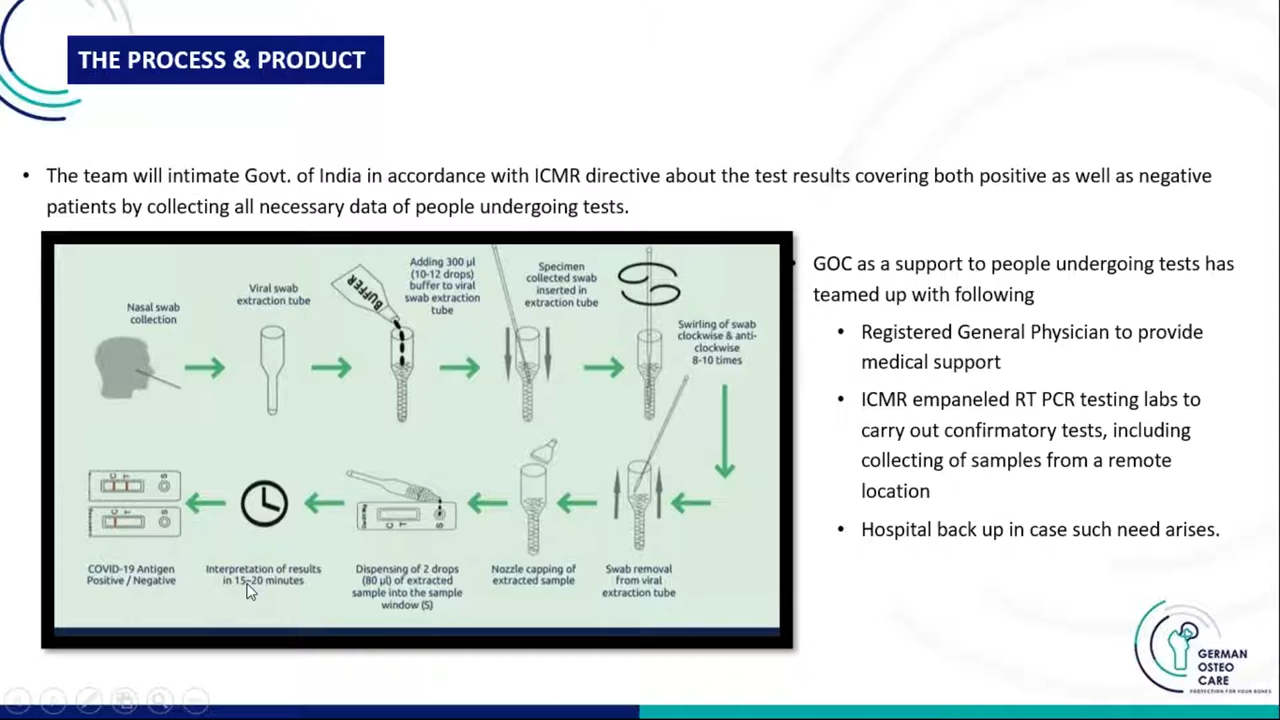 THE PROCESS & PRODUCT
• The team will intimate Govt. of India in accordance with ICMR directive about the test results covering both positive as well as negative
patients by collecting all necessary data of people undergoing tests.
Nasal swab
collection
Viral swab
extraction tube
BUFFER
Adding 300 µl
(10-12 drops)
buffer to viral
swab extraction
tube
Specimen
collected swab
inserted in
extraction tube
Swirling of swab
clockwise & anti-
clockwise
8-10 times
Swab removal
from viral
extraction tube
Nozzle capping of
extracted sample
C
T
S
Dispensing of 2 drops
(80 µl) of extracted
sample into the sample
window (S)
Interpretation of results
in 15-20 minutes
C T S
C T S
COVID-19 Antigen
Positive / Negative
• GOC as a support to people undergoing tests has
teamed up with following
• Registered General Physician to provide
medical support
• ICMR empaneled RT PCR testing labs to
carry out confirmatory tests, including
collecting of samples from a remote
location
• Hospital back up in case such need arises.
GERMAN
OSTEO
CARE
PROTECTION FOR YOUR BONES